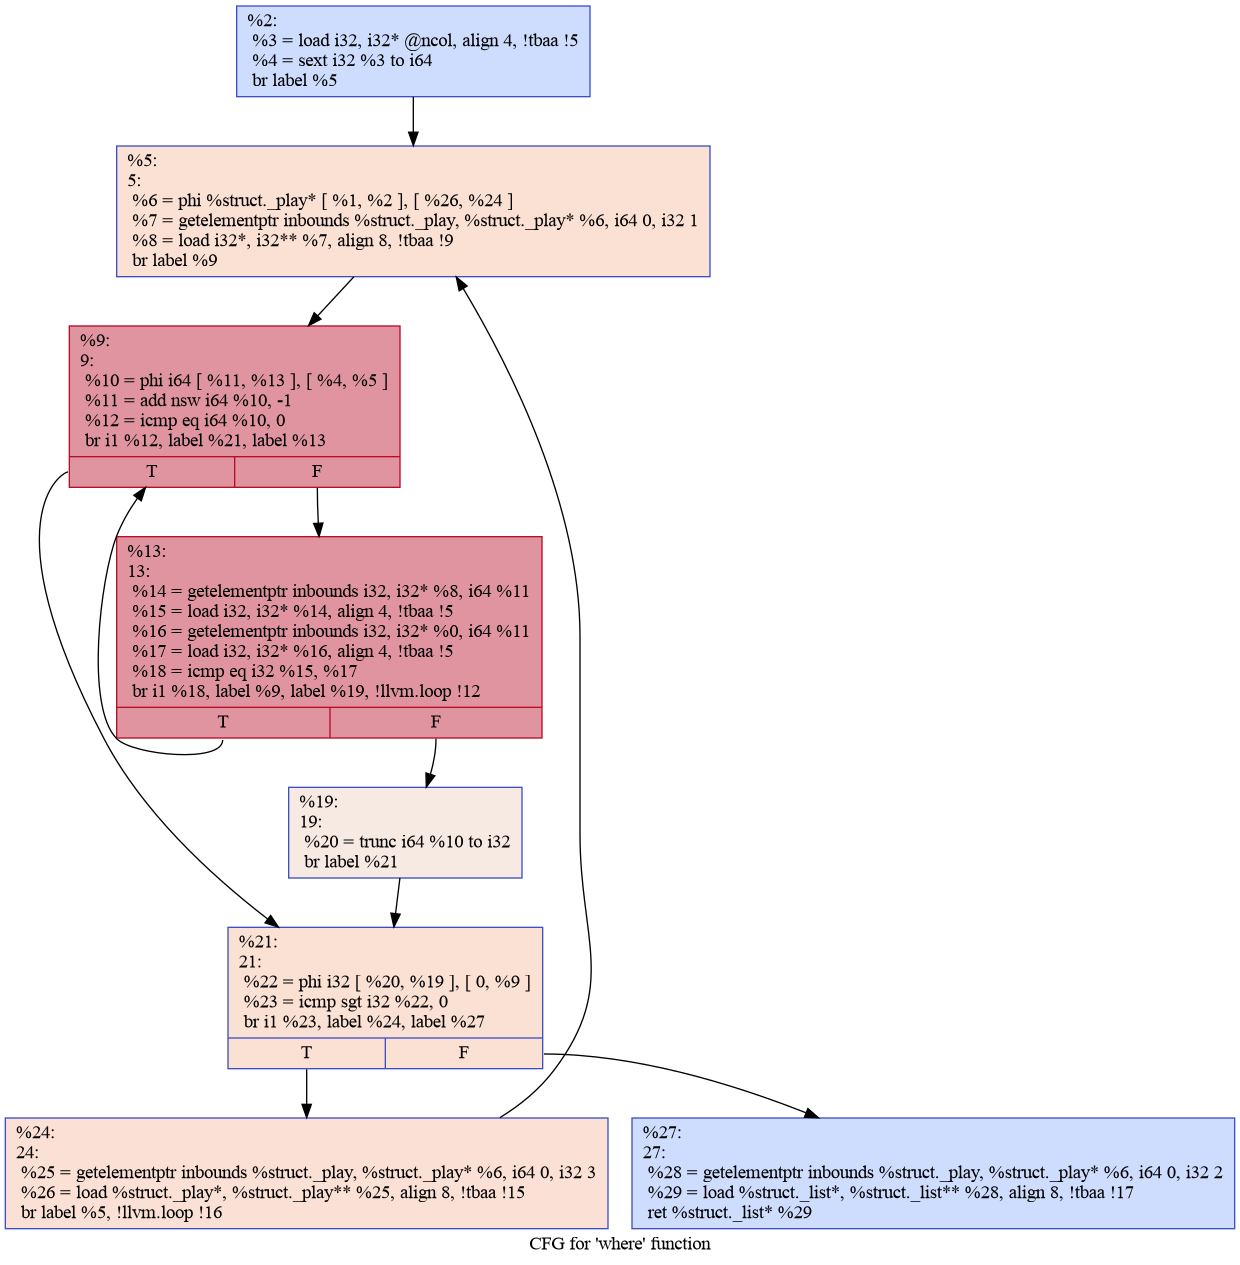 %2:
%3 = load i32, i32* @ncol, align 4, !tbaa !5
%4 = sext i32 %3 to i64
br label %5
%5:
5:
%6 = phi %struct._play* [ %1, %2 ], [ %26, %24 ]
%7 = getelementptr inbounds %struct._play, %struct._play* %6, i64 0, i32 1
%8 = load i32*, i32** %7, align 8, !tbaa !9
br label %9
%9:
9:
%10 = phi i64 [ %11, %13 ], [ %4, %5 ]
%11 = add nsw i64 %10, -1
%12 = icmp eq i64 %10, 0
br i1 %12, label %21, label %13
T F
%13:
13:
%14 = getelementptr inbounds i32, i32* %8, i64 %11
%15 = load i32, i32* %14, align 4, !tbaa !5
%16 = getelementptr inbounds i32, i32* %0, i64 %11
%17 = load i32, i32* %16, align 4, !tbaa !5
%18 = icmp eq i32 %15, %17
br i1 %18, label %9, label %19, !llvm.loop !12
T F
%19:
19:
%20 = trunc i64 %10 to i32
br label %21
%21:
21:
%22 = phi i32 [ %20, %19 ], [ 0, %9 ]
%23 = icmp sgt i32 %22, 0
br i1 %23, label %24, label %27
T F
%24:
24:
%25 = getelementptr inbounds %struct._play, %struct._play* %6, i64 0, i32 3
%26 = load %struct._play*, %struct._play** %25, align 8, !tbaa !15
br label %5, !llvm.loop !16
%27:
27:
%28 = getelementptr inbounds %struct._play, %struct._play* %6, i64 0, i32 2
%29 = load %struct._list*, %struct._list** %28, align 8, !tbaa !17
ret %struct._list* %29
CFG for 'where' function